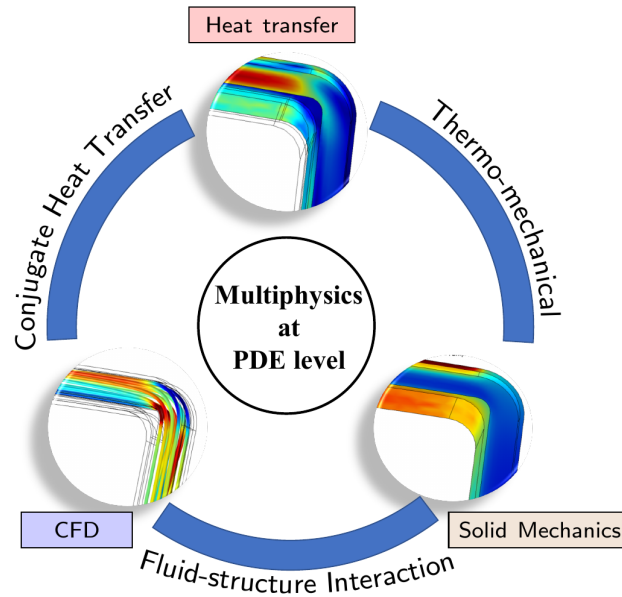 Heat transfer
Conjugate Heat Transfer
Thermo-mechanical
Multiphysics
at
PDE level
CFD
Solid Mechanics
Fluid-structure Interaction